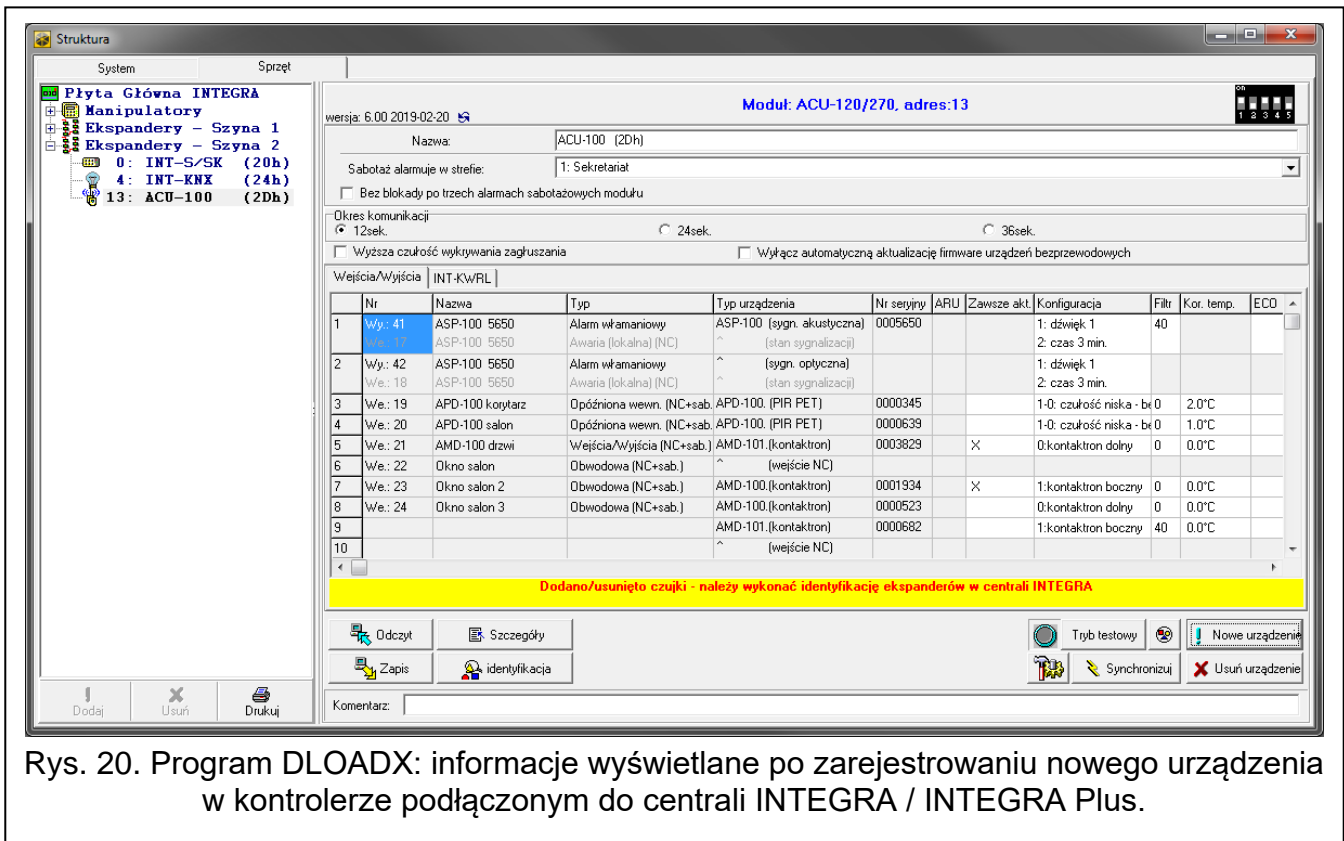 Struktura
System Sprzęt
Płyta Główna INTEGRA
Manipulatory
Ekspandery - Szyna 1
Ekspandery - Szyna 2
0: INT-S/SK (20h)
4: INT-KNX (24h)
13: ACU-100 (2Dh)
Dodaj Usuń Drukuj
wersja: 6.00 2019-02-20
Moduł: ACU-120/270, adres:13
on
1 2 3 4 5
Nazwa: ACU-100 (2Dh)
Sabotaż alarmuje w strefie: 1: Sekretariat
Bez blokady po trzech alarmach sabotażowych modułu
Okres komunikacji
12sek. 24sek. 36sek.
Wyższa czułość wykrywania zagłuszania Wyłącz automatyczną aktualizację firmware urządzeń bezprzewodowych
Wejścia/Wyjścia INT-KWRL
Nr Nazwa Typ Typ urządzenia Nr seryjny ARU Zawsze akt. Konfiguracja Filtr Kor. temp. ECO
1 Wy.: 41 ASP-100 5650 Alarm włamaniowy ASP-100 (sygn. akustyczna) 0005650 1: dźwięk 1 40
We.: 17 ASP-100 5650 Awaria (lokalna) (NC) ^ (stan sygnalizacji) 2: czas 3 min.
2 Wy.: 42 ASP-100 5650 Alarm włamaniowy ^ (sygn. optyczna) 1: dźwięk 1
We.: 18 ASP-100 5650 Awaria (lokalna) (NC) ^ (stan sygnalizacji) 2: czas 3 min.
3 We.: 19 APD-100 korytarz Opóźniona wewn. (NC+sab. APD-100. (PIR PET) 0000345 1-0: czułość niska - be 0 2.0°C
4 We.: 20 APD-100 salon Opóźniona wewn. (NC+sab. APD-100. (PIR PET) 0000639 1-0: czułość niska - be 0 1.0°C
5 We.: 21 AMD-100 drzwi Wejścia/Wyjścia (NC+sab.) AMD-101.(kontaktron) 0003829 X 0:kontaktron dolny 0 0.0°C
6 We.: 22 Okno salon Obwodowa (NC+sab.) ^ (wejście NC)
7 We.: 23 Okno salon 2 Obwodowa (NC+sab.) AMD-100.(kontaktron) 0001934 X 1:kontaktron boczny 0 0.0°C
8 We.: 24 Okno salon 3 Obwodowa (NC+sab.) AMD-100.(kontaktron) 0000523 0:kontaktron dolny 0 0.0°C
9 AMD-101.(kontaktron) 0000682 1:kontaktron boczny 40 0.0°C
10 ^ (wejście NC)
Dodano/usunięto czujki - należy wykonać identyfikację ekspanderów w centrali INTEGRA
Odczyt Szczegóły Tryb testowy Nowe urządzenie
Zapis identyfikacja Synchronizuj Usuń urządzenie
Komentarz:
Rys. 20. Program DLOADX: informacje wyświetlane po zarejestrowaniu nowego urządzenia
w kontrolerze podłączonym do centrali INTEGRA / INTEGRA Plus.